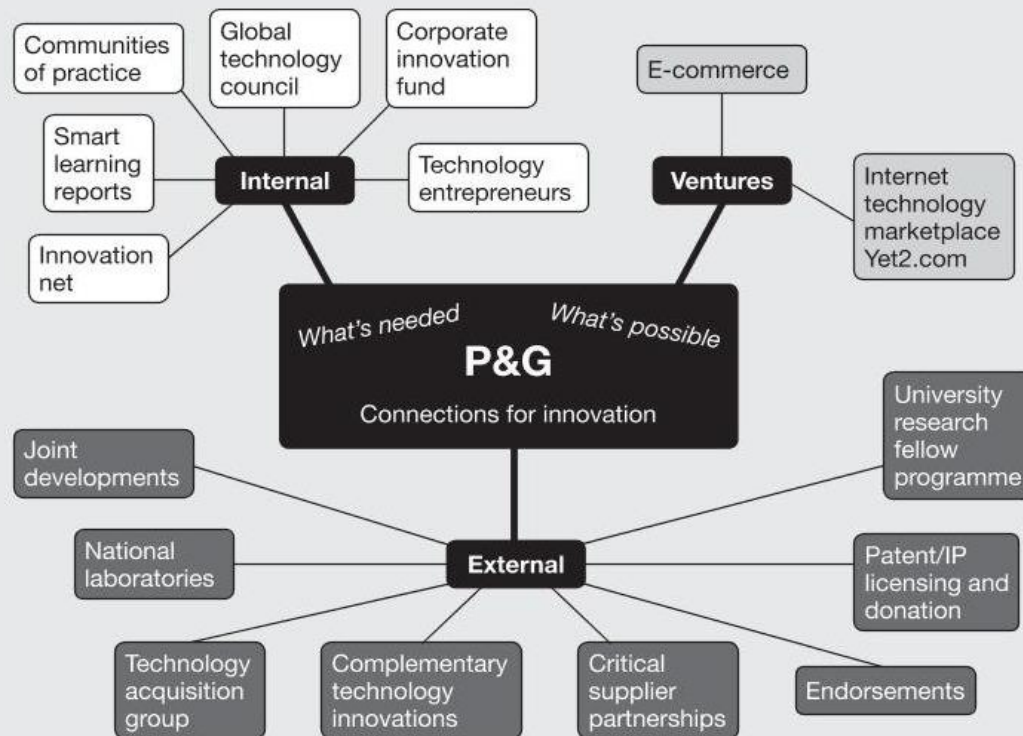 Communities
of practice
Global
technology
council
Corporate
innovation
fund
E-commerce
Smart
learning
reports
Internal
Technology
entrepreneurs
Ventures
Internet
technology
marketplace
Yet2.com
Innovation
net
What's needed
What's possible
P&G
Connections for innovation
University
research
fellow
programme
Joint
developments
National
laboratories
External
Patent/IP
licensing and
donation
Technology
acquisition
group
Complementary
technology
innovations
Critical
supplier
partnerships
Endorsements